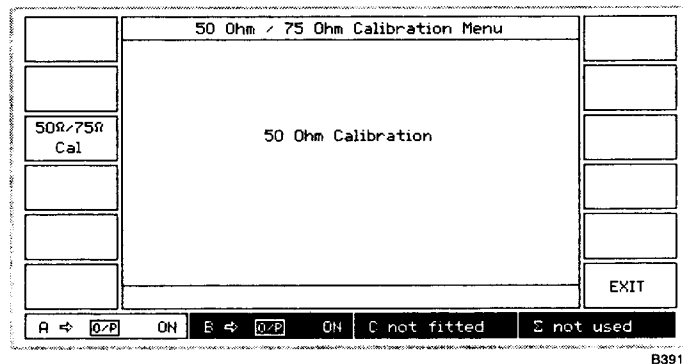 50 Ohm / 75 Ohm Calibration Menu
50Ω/75Ω
Cal
50 Ohm Calibration
EXIT
A ⇨ O/P ON
B ⇨ O/P ON
C not fitted
Σ not used
B391